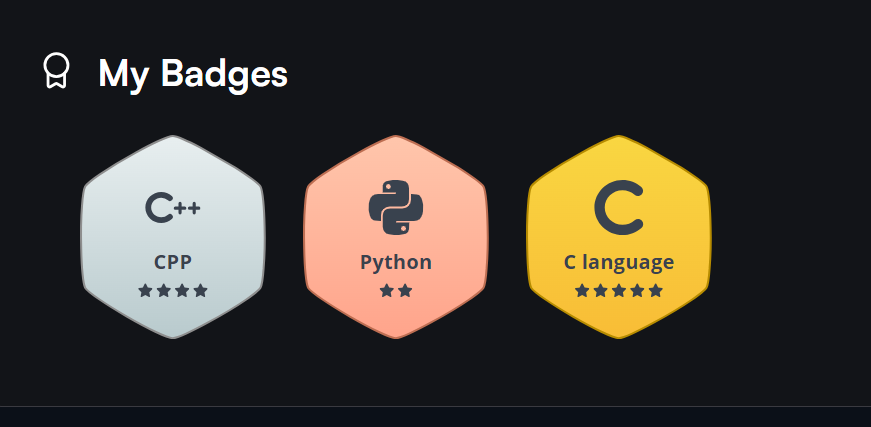 My Badges
C++
CPP
Python
C
C language